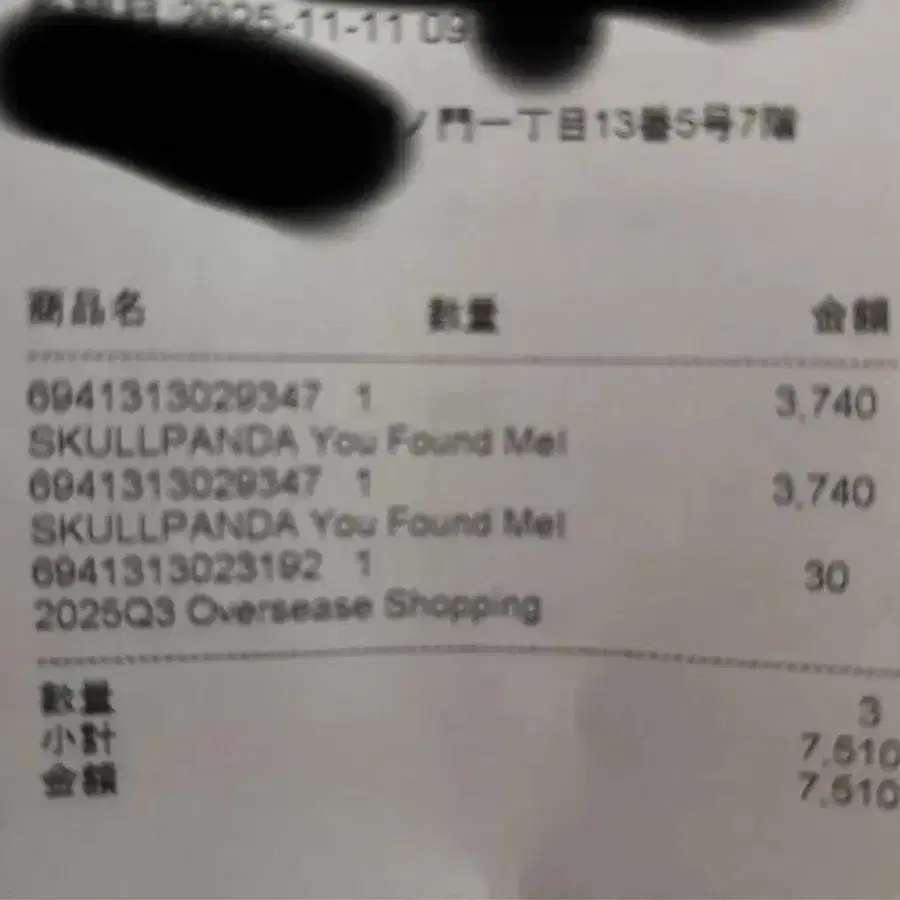 2025-11-11 09
門一丁目13番5号7階
商品名 数量 金額
6941313029347 1 3,740
SKULLPANDA You Found Me!
6941313029347 1 3,740
SKULLPANDA You Found Me!
6941313023192 1 30
2025Q3 Oversease Shopping
数量 3
小計 7,510
金額 7,510